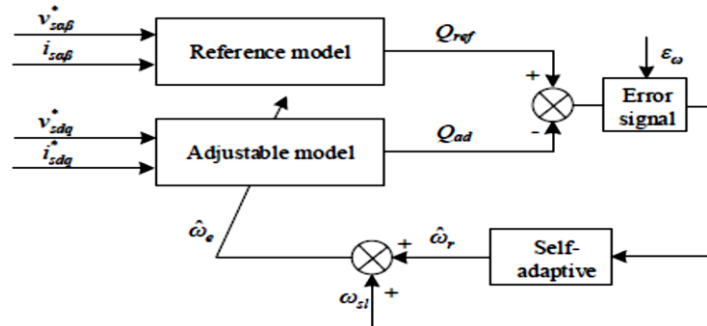 v*sαβ
isαβ
Reference model
Qref
εω
+
-
Error
signal
v*sdq
i*sdq
Adjustable model
Qad
ω̂e
+
ω̂r
Self-
adaptive
ωsl
+